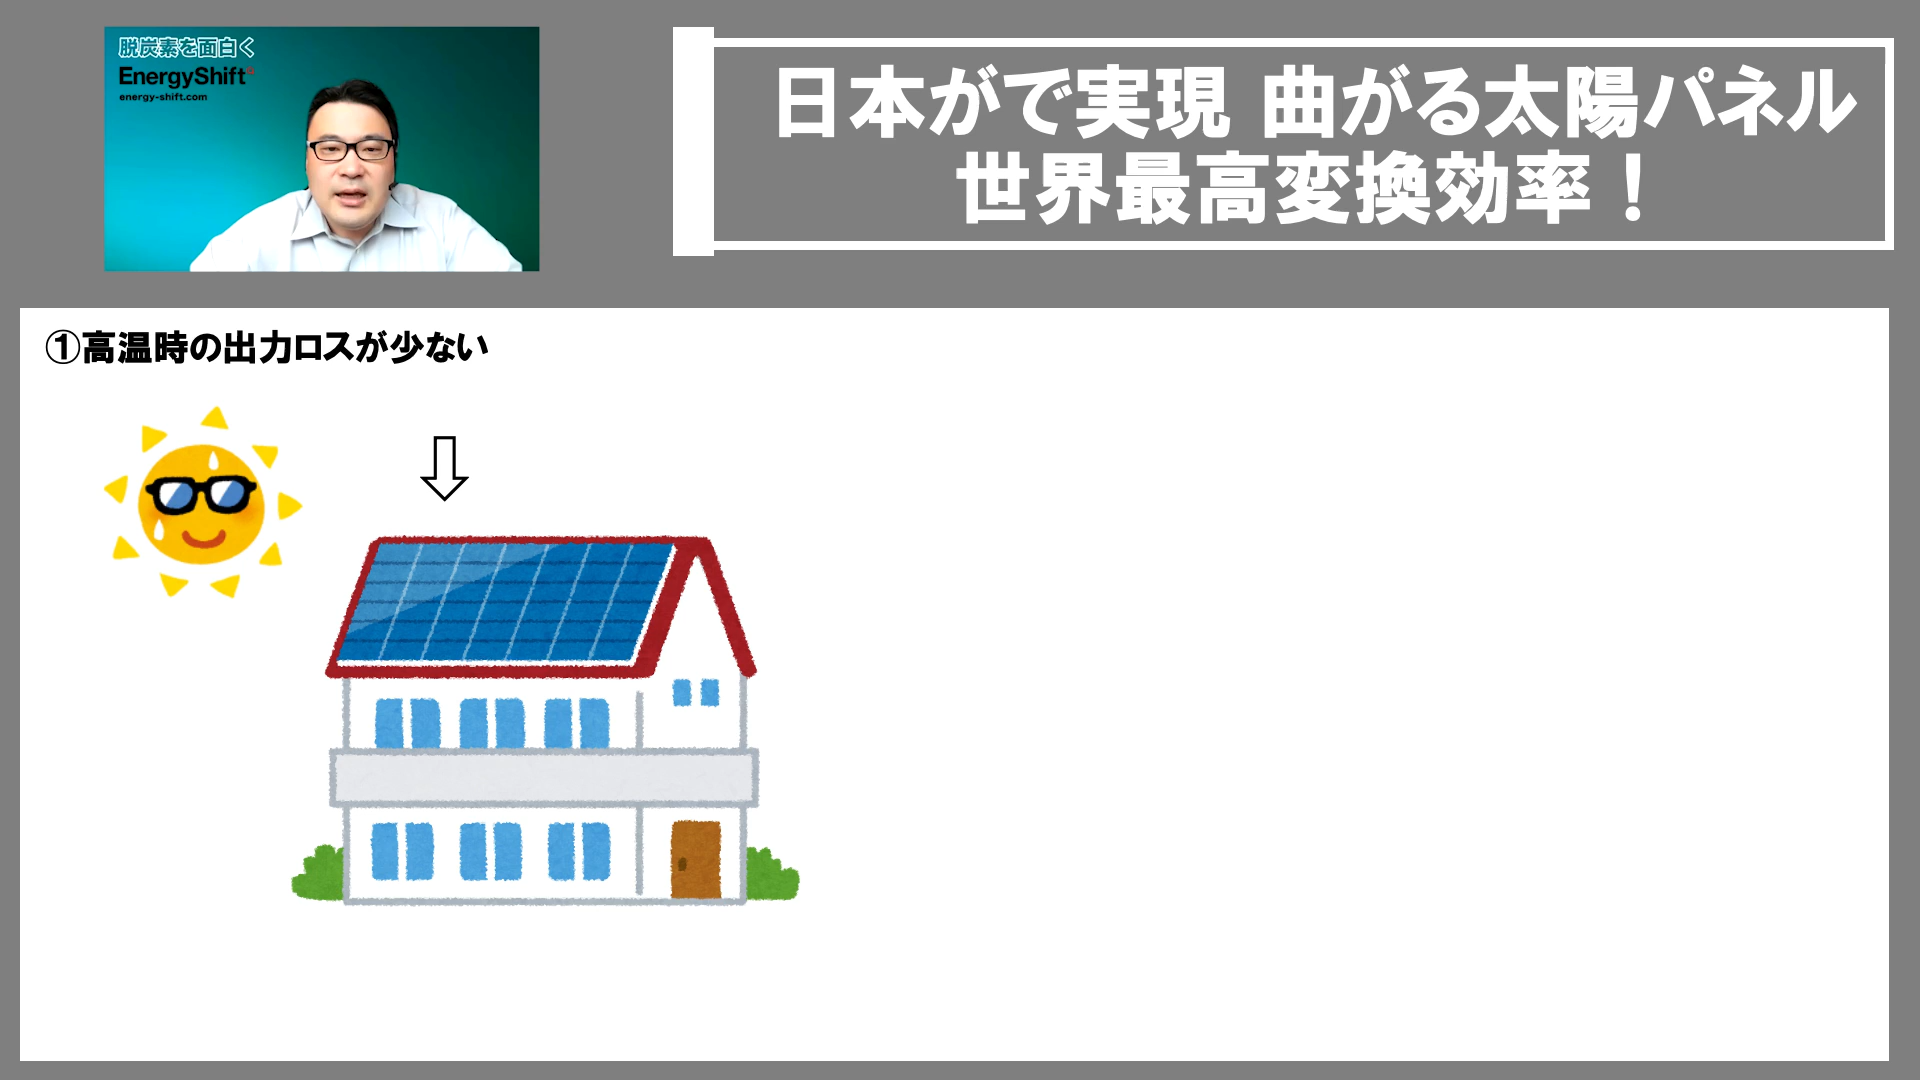 脱炭素を面白く
EnergyShift
energy-shift.com
日本がで実現 曲がる太陽パネル
世界最高変換効率！
①高温時の出力ロスが少ない